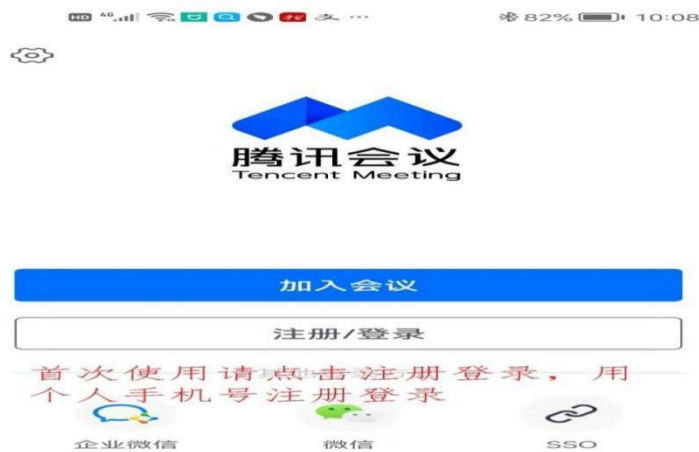 HD 4G 82% 10:08
腾讯会议
Tencent Meeting
加入会议
注册/登录
首次使用请点击注册登录，用
个人手机号注册登录
企业微信 微信 SSO